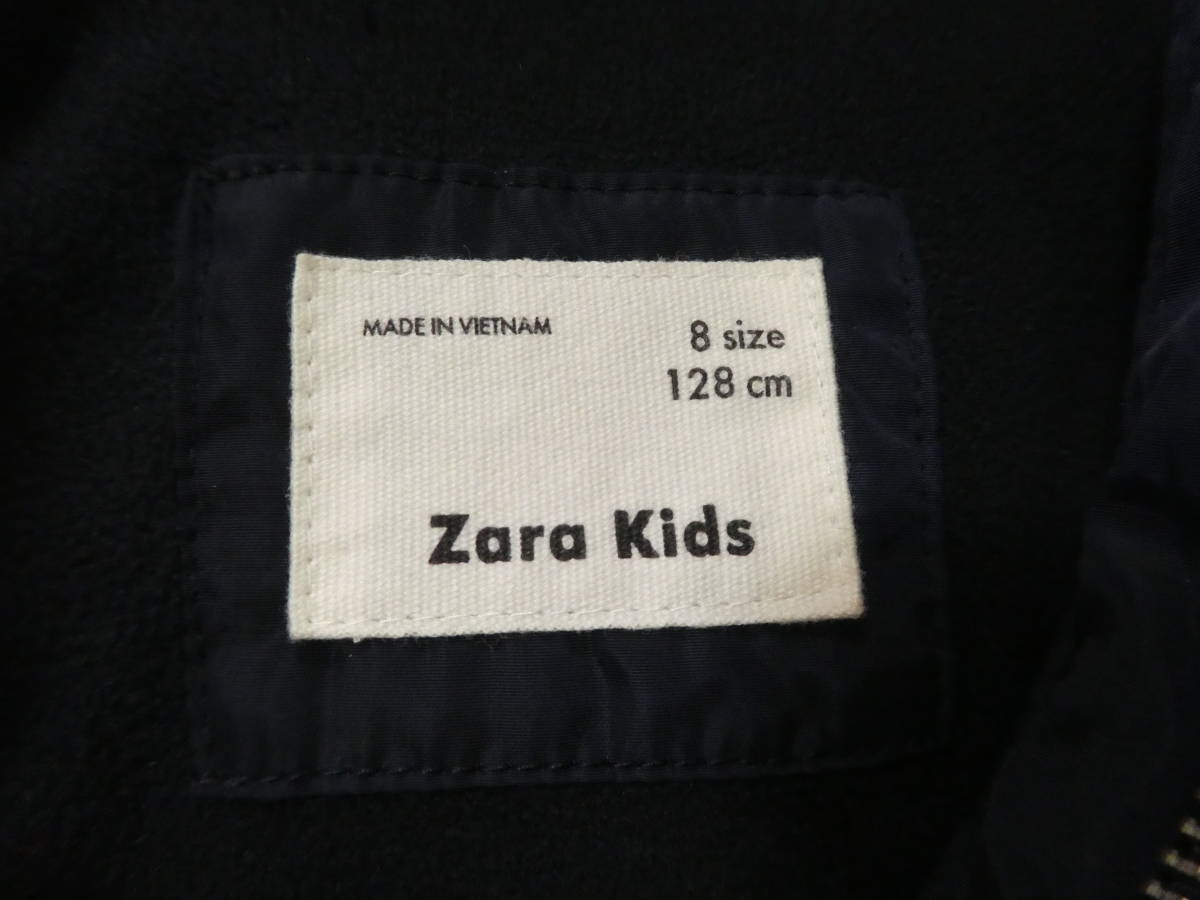 MADE IN VIETNAM
8 size
128 cm
Zara Kids